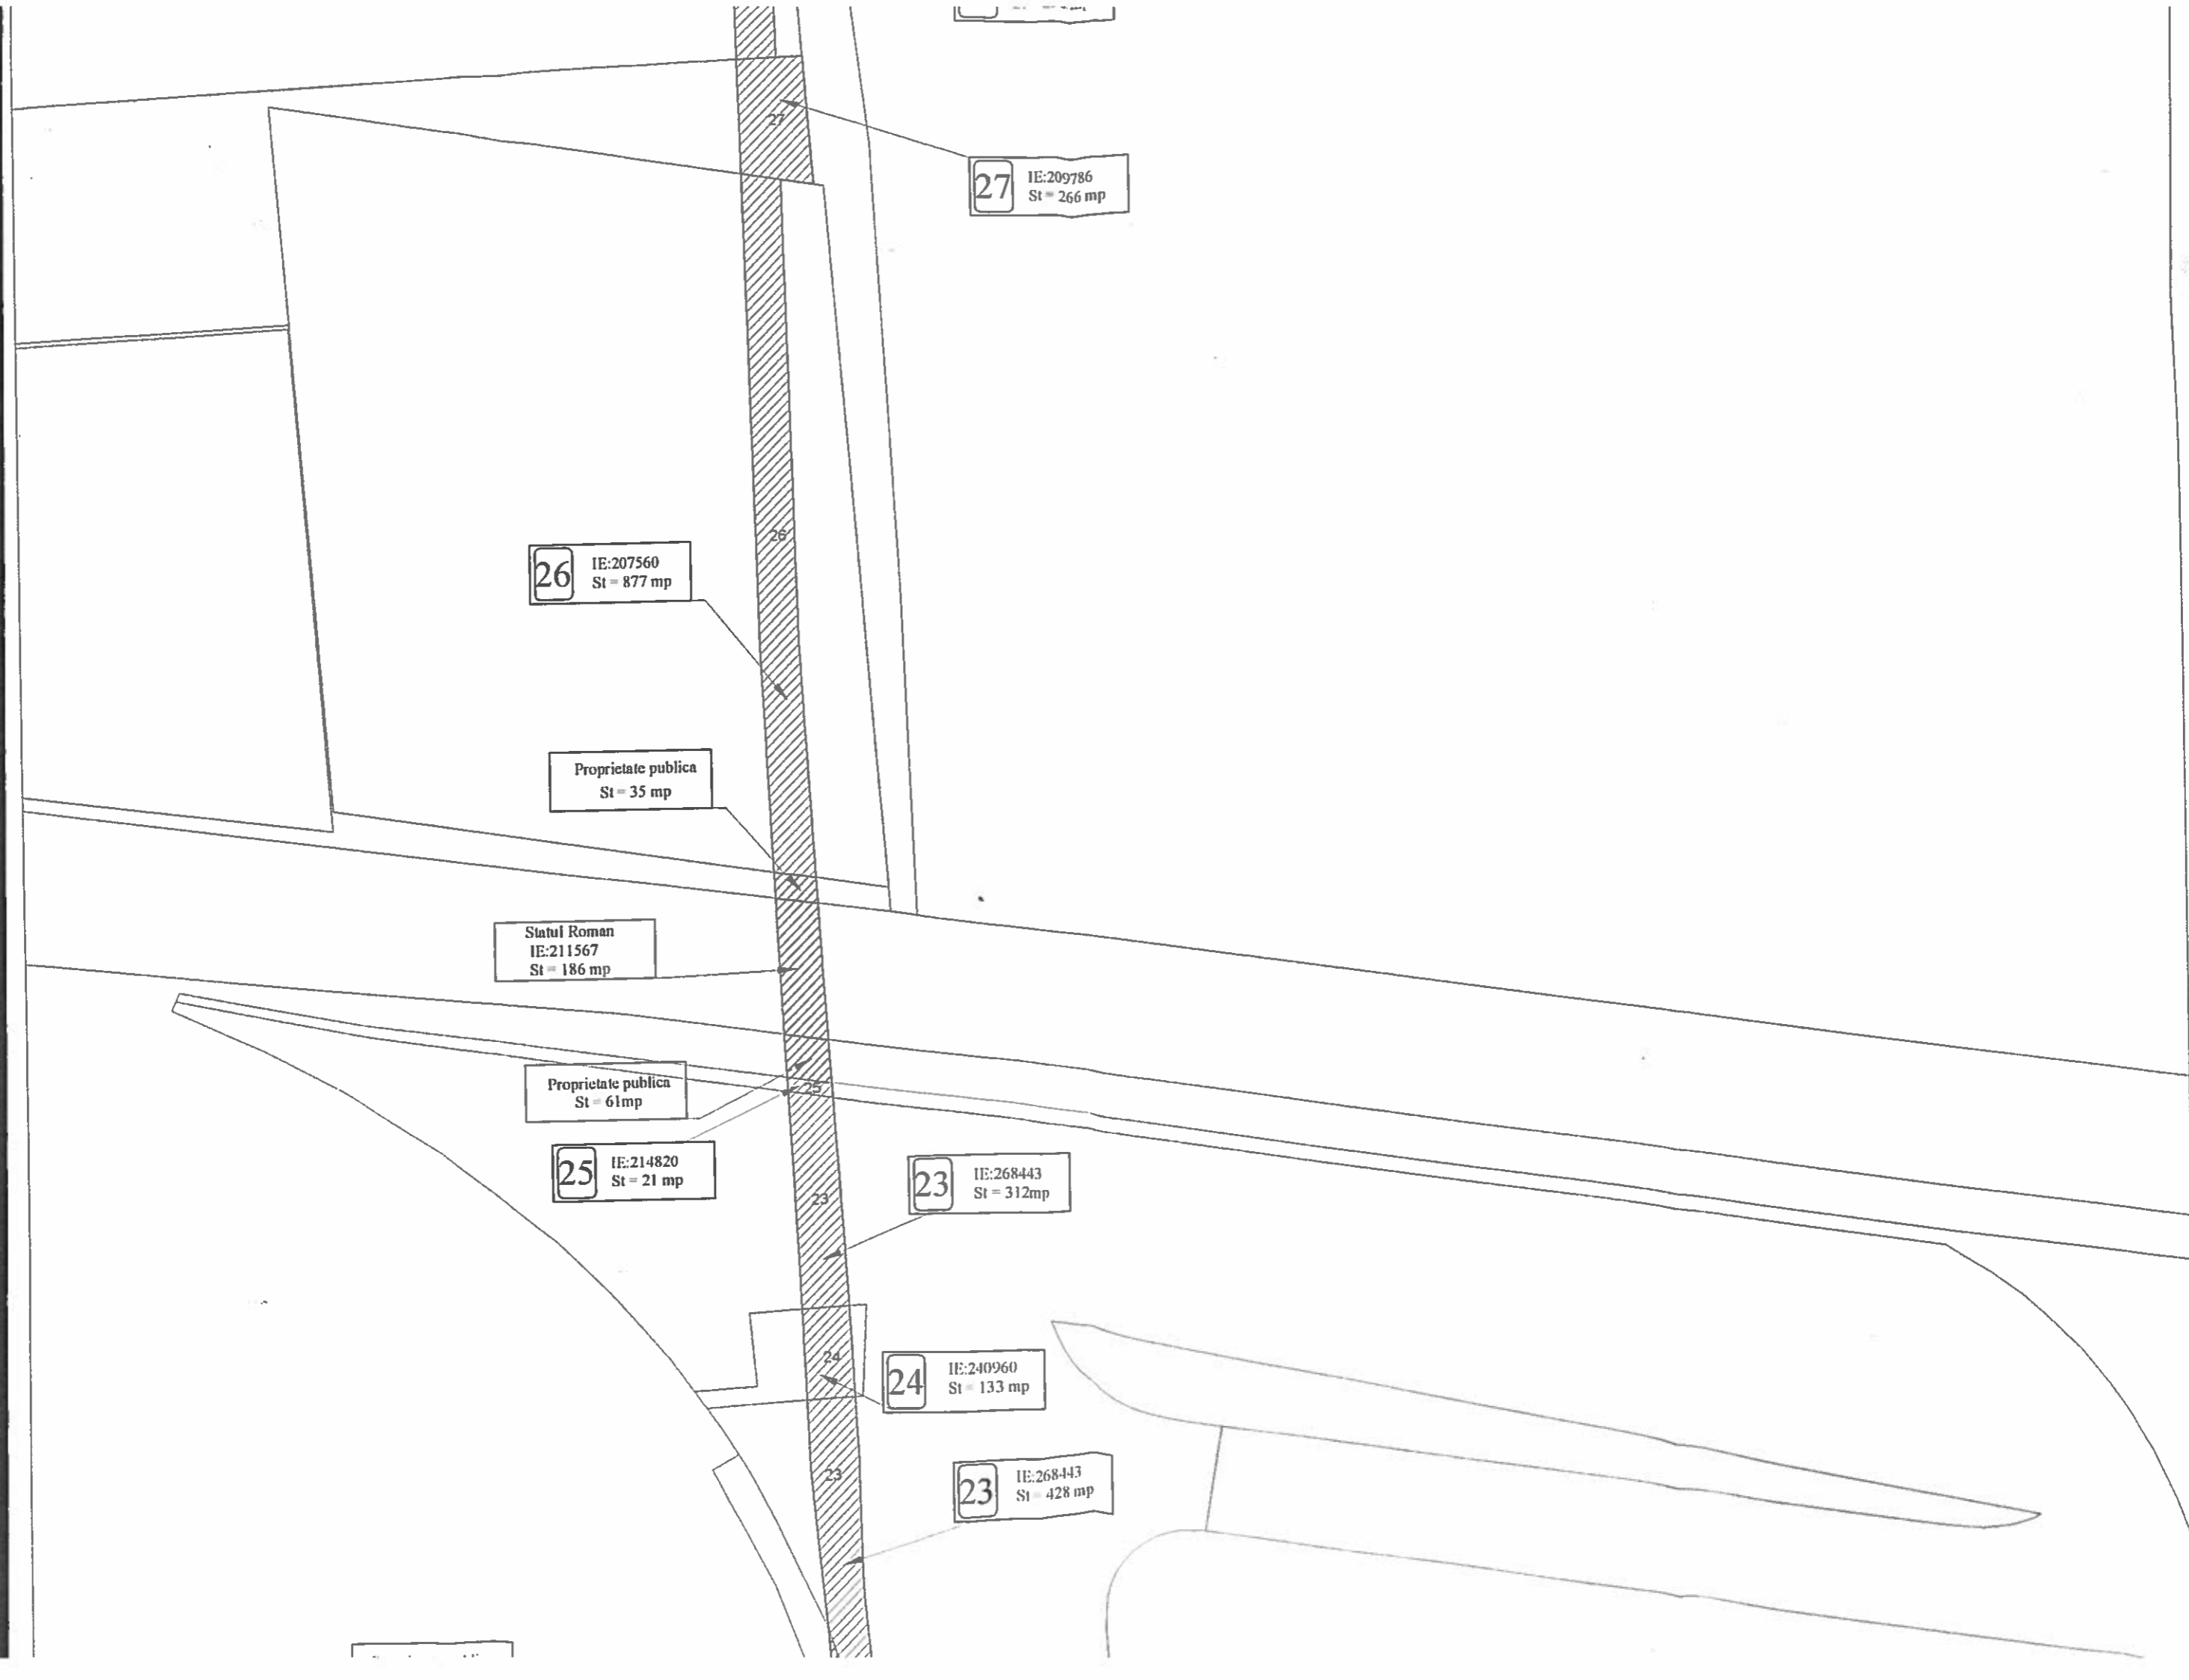 27
27
IE:209786
St = 266 mp
26
26
IE:207560
St = 877 mp
Proprietate publica
St = 35 mp
Statul Roman
IE:211567
St = 186 mp
Proprietate publica
St = 61mp
25
25
IE:214820
St = 21 mp
23
23
IE:268443
St = 312mp
24
24
IE:240960
St = 133 mp
23
23
IE:268443
St = 428 mp